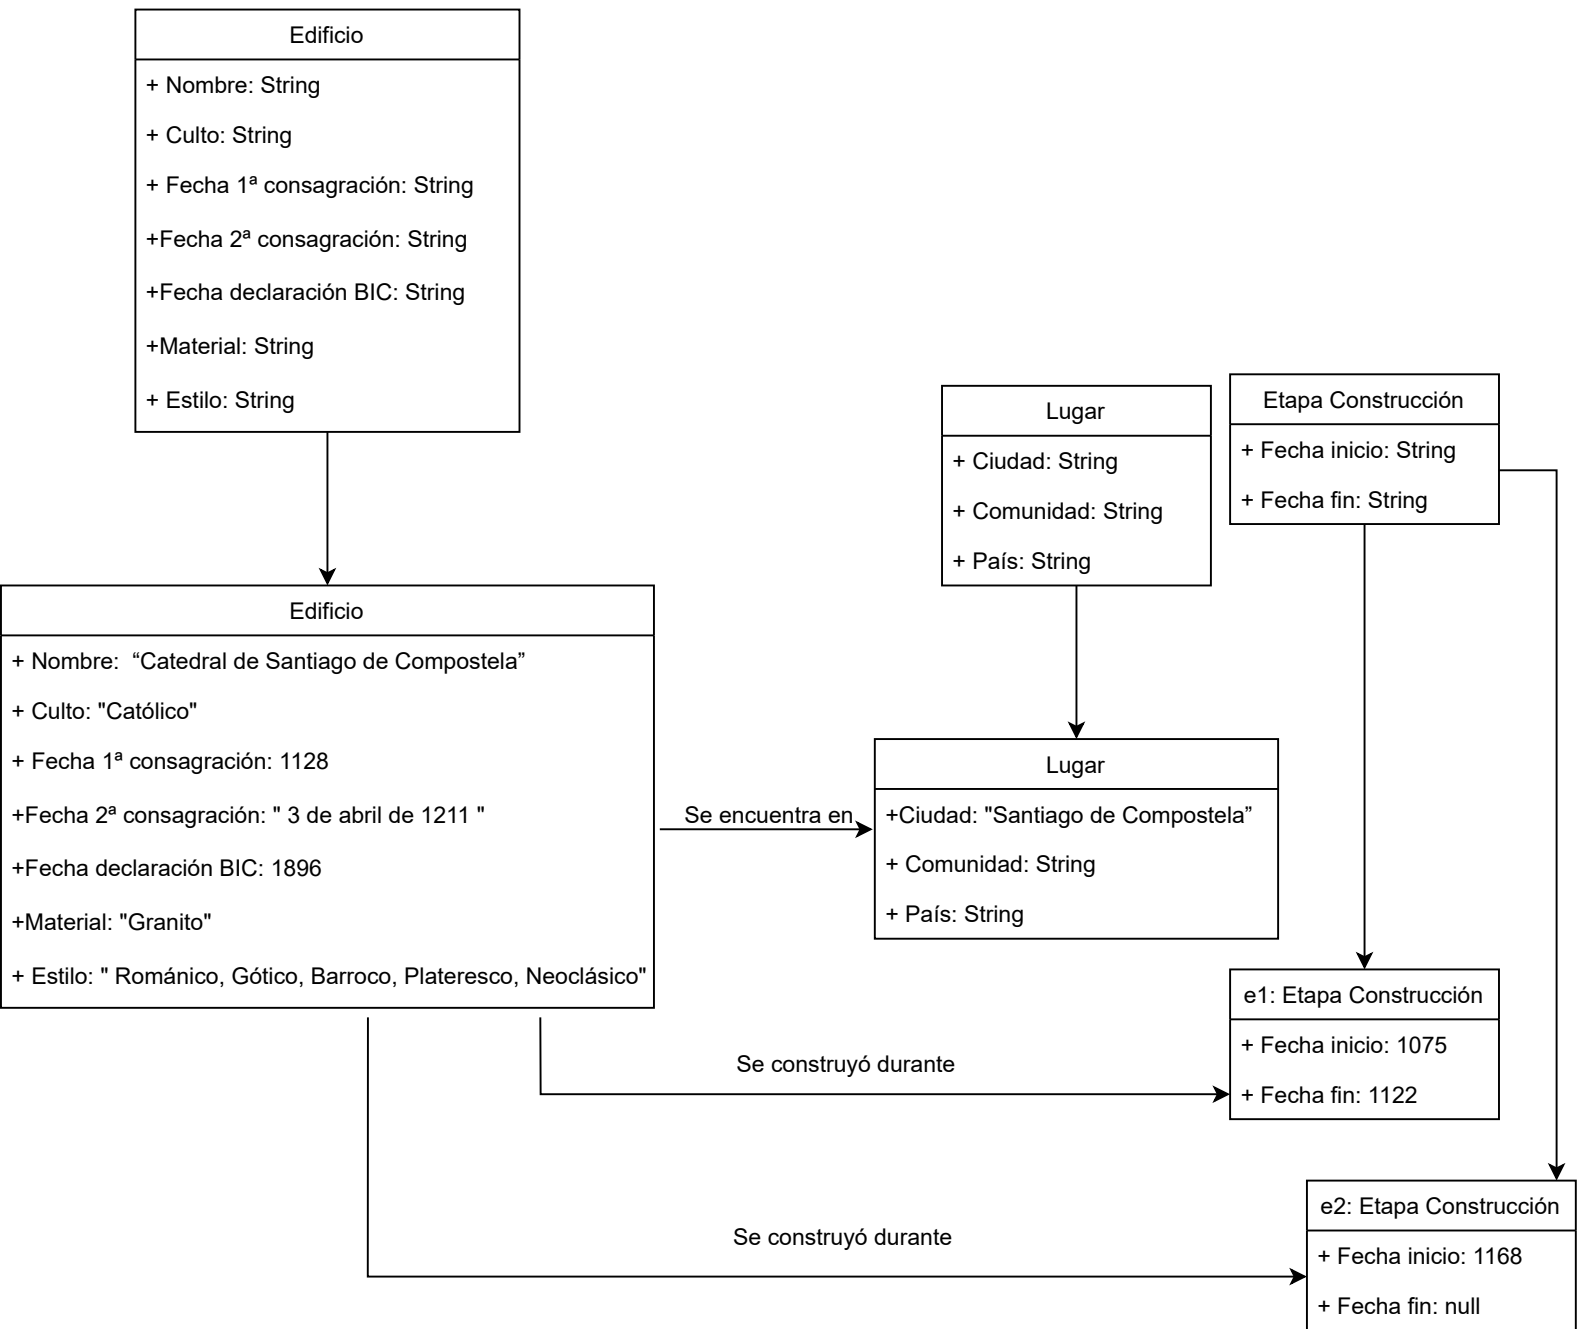 Edificio
+ Nombre: String
+ Culto: String
+ Fecha 1ª consagración: String
+Fecha 2ª consagración: String
+Fecha declaración BIC: String
+Material: String
+ Estilo: String
Lugar
+ Ciudad: String
+ Comunidad: String
+ País: String
Etapa Construcción
+ Fecha inicio: String
+ Fecha fin: String
Edificio
+ Nombre:  “Catedral de Santiago de Compostela”
+ Culto: "Católico"
+ Fecha 1ª consagración: 1128
+Fecha 2ª consagración: " 3 de abril de 1211 "
+Fecha declaración BIC: 1896
+Material: "Granito"
+ Estilo: " Románico, Gótico, Barroco, Plateresco, Neoclásico"
Se encuentra en
Lugar
+Ciudad: "Santiago de Compostela”
+ Comunidad: String
+ País: String
Se construyó durante
e1: Etapa Construcción
+ Fecha inicio: 1075
+ Fecha fin: 1122
Se construyó durante
e2: Etapa Construcción
+ Fecha inicio: 1168
+ Fecha fin: null